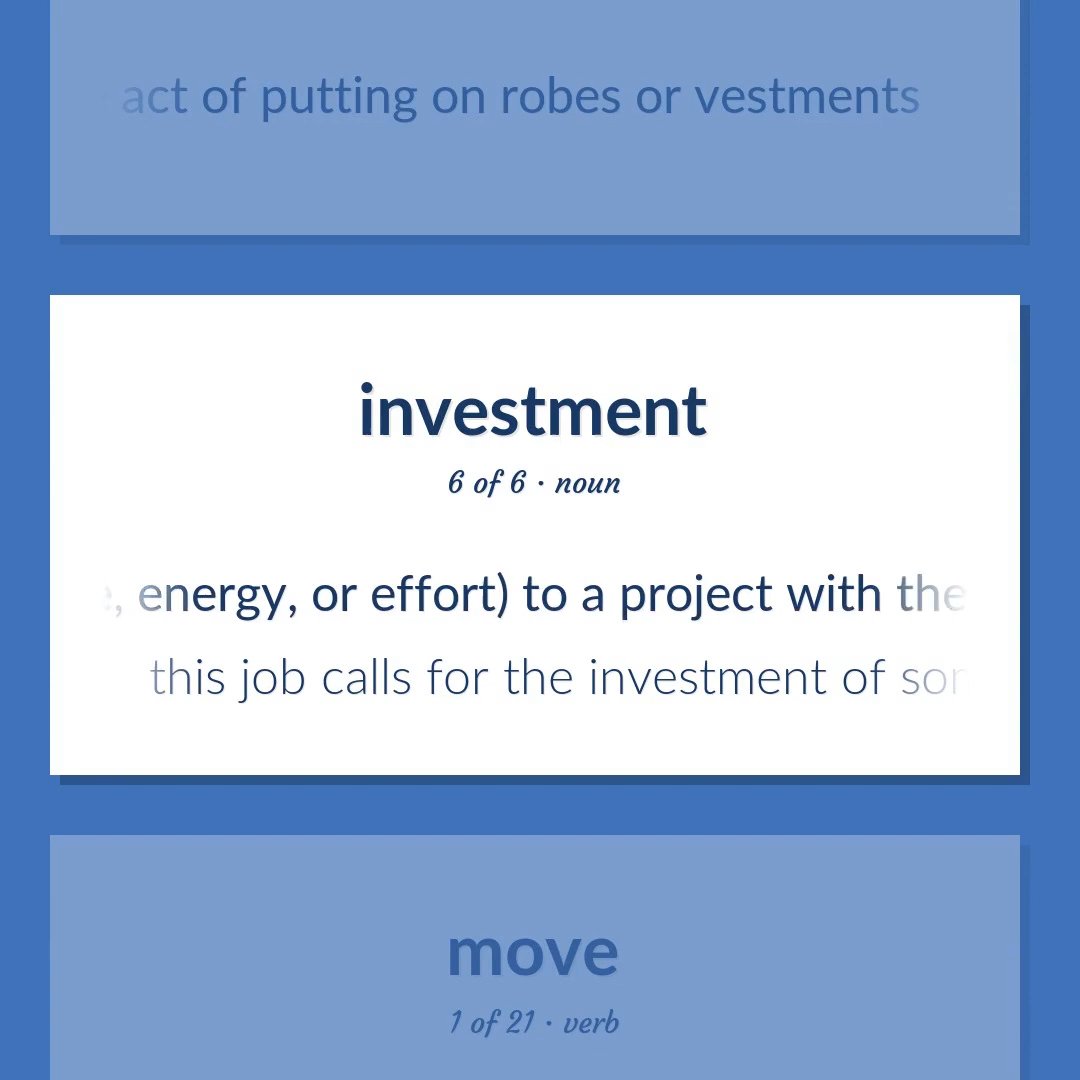 act of putting on robes or vestments
investment
6 of 6 · noun
, energy, or effort) to a project with the
this job calls for the investment of
move
1 of 21 · verb